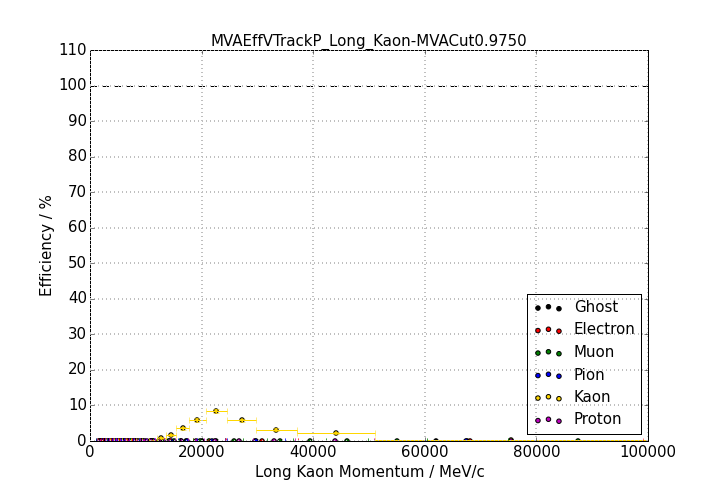 MVAEffVTrackP_Long_Kaon-MVACut0.9750
110
100
90
80
70
60
50
40
30
20
10
0
Efficiency / %
Ghost
Electron
Muon
Pion
Kaon
Proton
0 20000 40000 60000 80000 100000
Long Kaon Momentum / MeV/c